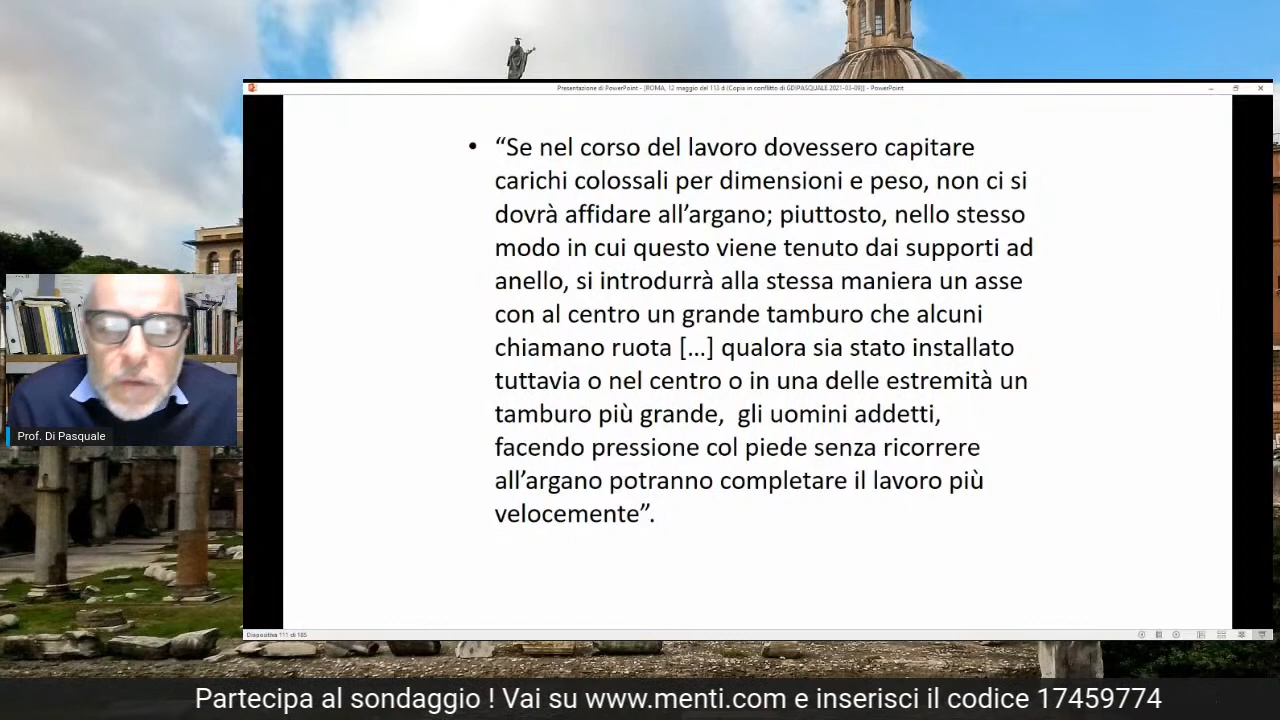 Presentazione di PowerPoint - [ROMA, 12 maggio del 113 d (Copia in conflitto di GDIPASQUALE 2021-03-09)] - PowerPoint
• “Se nel corso del lavoro dovessero capitare
carichi colossali per dimensioni e peso, non ci si
dovrà affidare all’argano; piuttosto, nello stesso
modo in cui questo viene tenuto dai supporti ad
anello, si introdurrà alla stessa maniera un asse
con al centro un grande tamburo che alcuni
chiamano ruota […] qualora sia stato installato
tuttavia o nel centro o in una delle estremità un
tamburo più grande,  gli uomini addetti,
facendo pressione col piede senza ricorrere
all’argano potranno completare il lavoro più
velocemente”.
Prof. Di Pasquale
Diapositiva 111 di 165
Partecipa al sondaggio ! Vai su www.menti.com e inserisci il codice 17459774